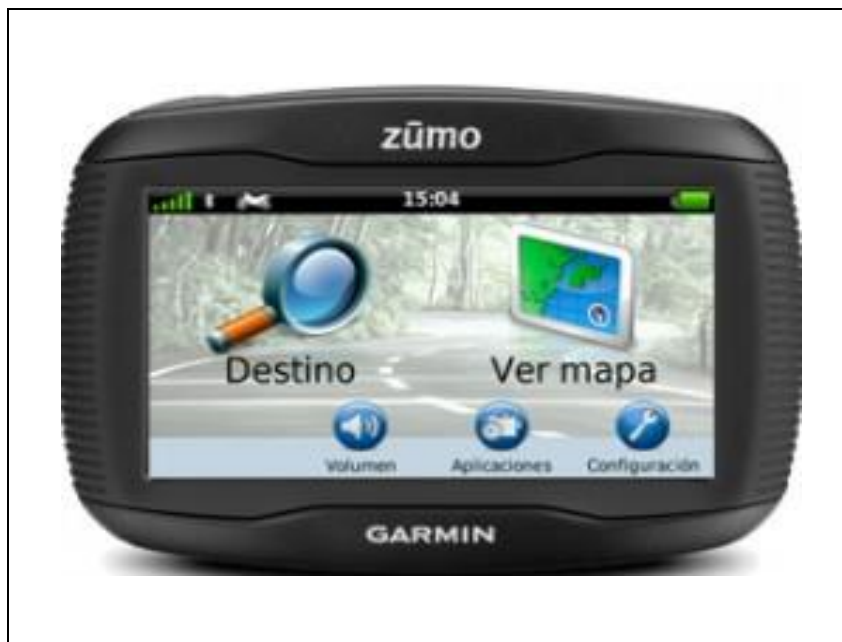 zūmo
15:04
Destino Ver mapa
Volumen Aplicaciones Configuración
GARMIN